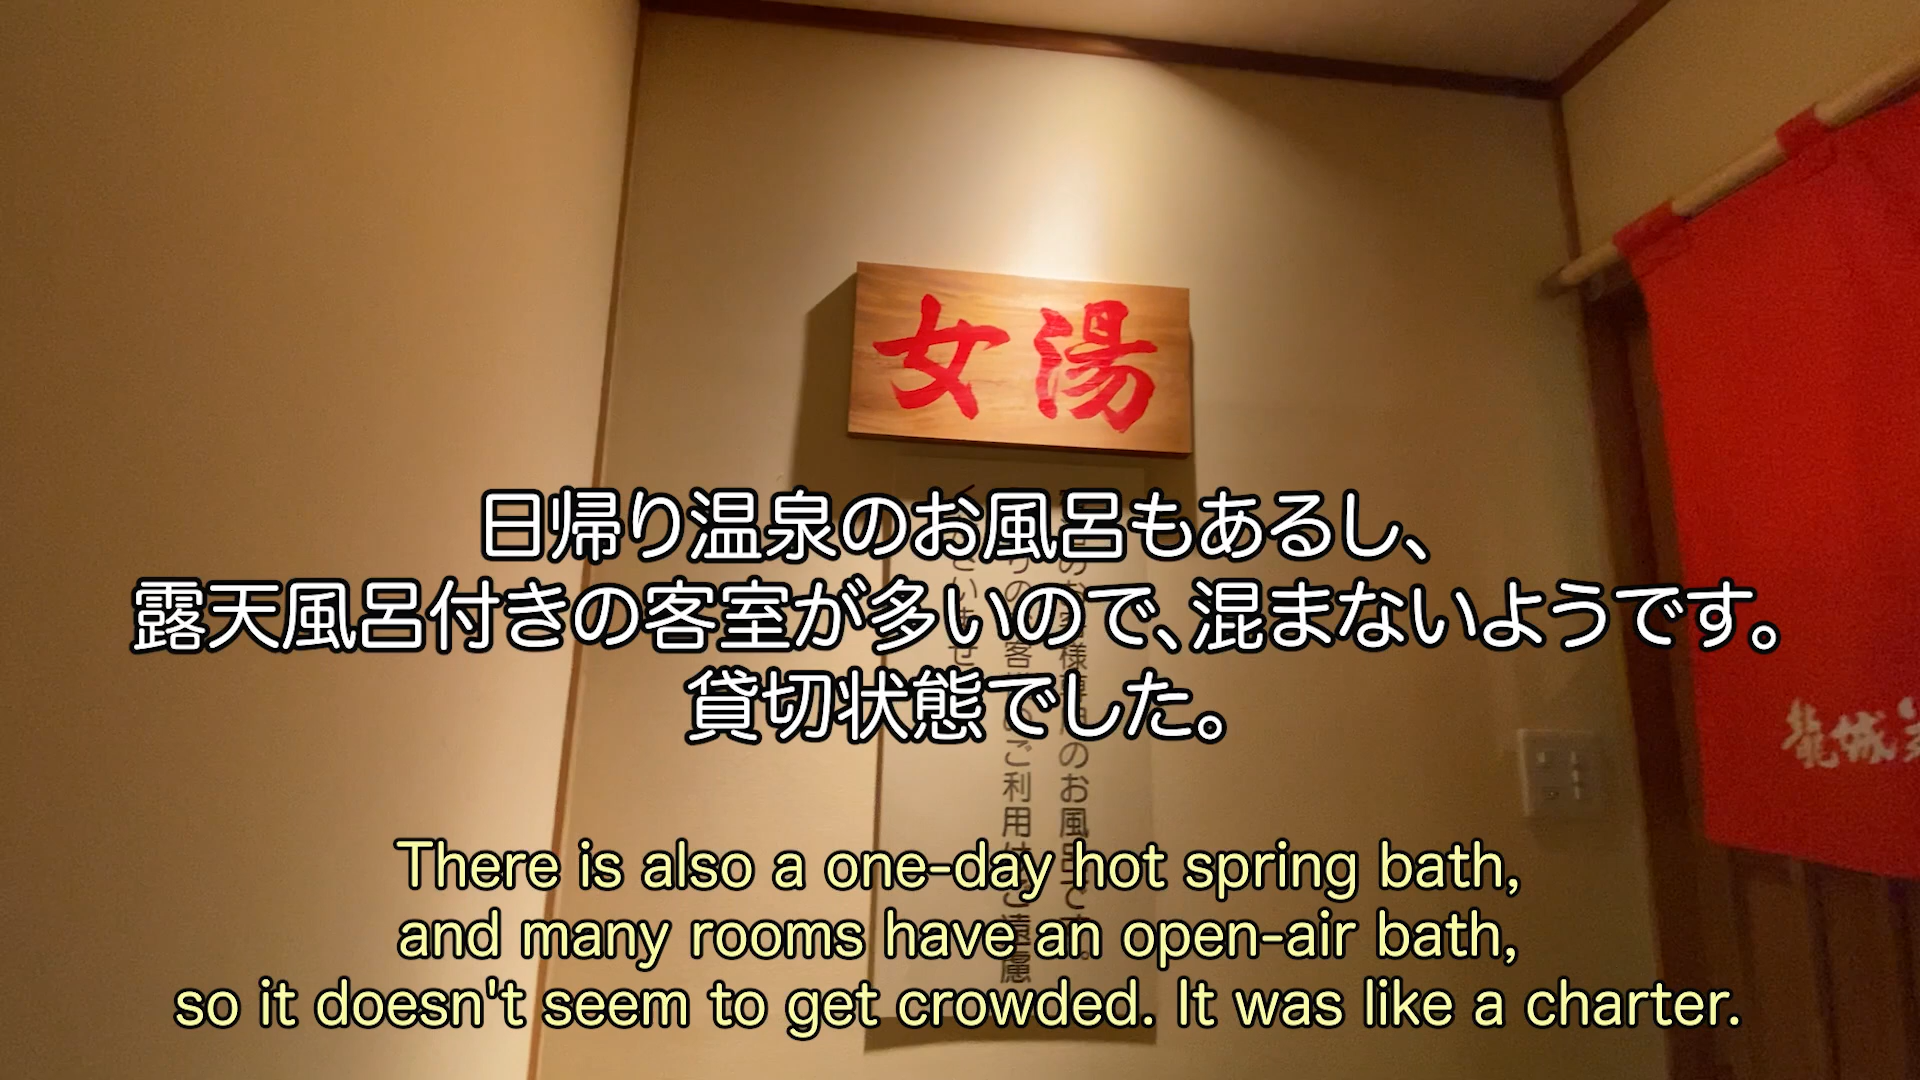 女湯
日帰り温泉のお風呂もあるし、
露天風呂付きの客室が多いので、混まないようです。
貸切状態でした。
There is also a one-day hot spring bath,
and many rooms have an open-air bath,
so it doesn't seem to get crowded. It was like a charter.
龍城